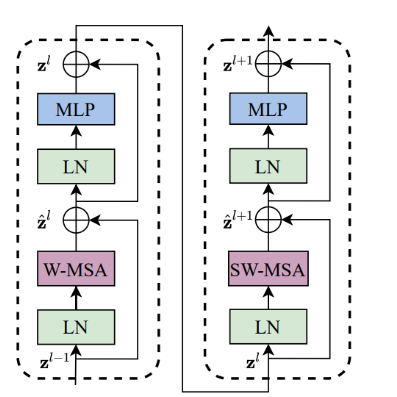 z^l
MLP
LN
ẑ^l
W-MSA
LN
z^{l-1}
z^{l+1}
MLP
LN
ẑ^{l+1}
SW-MSA
LN
z^l